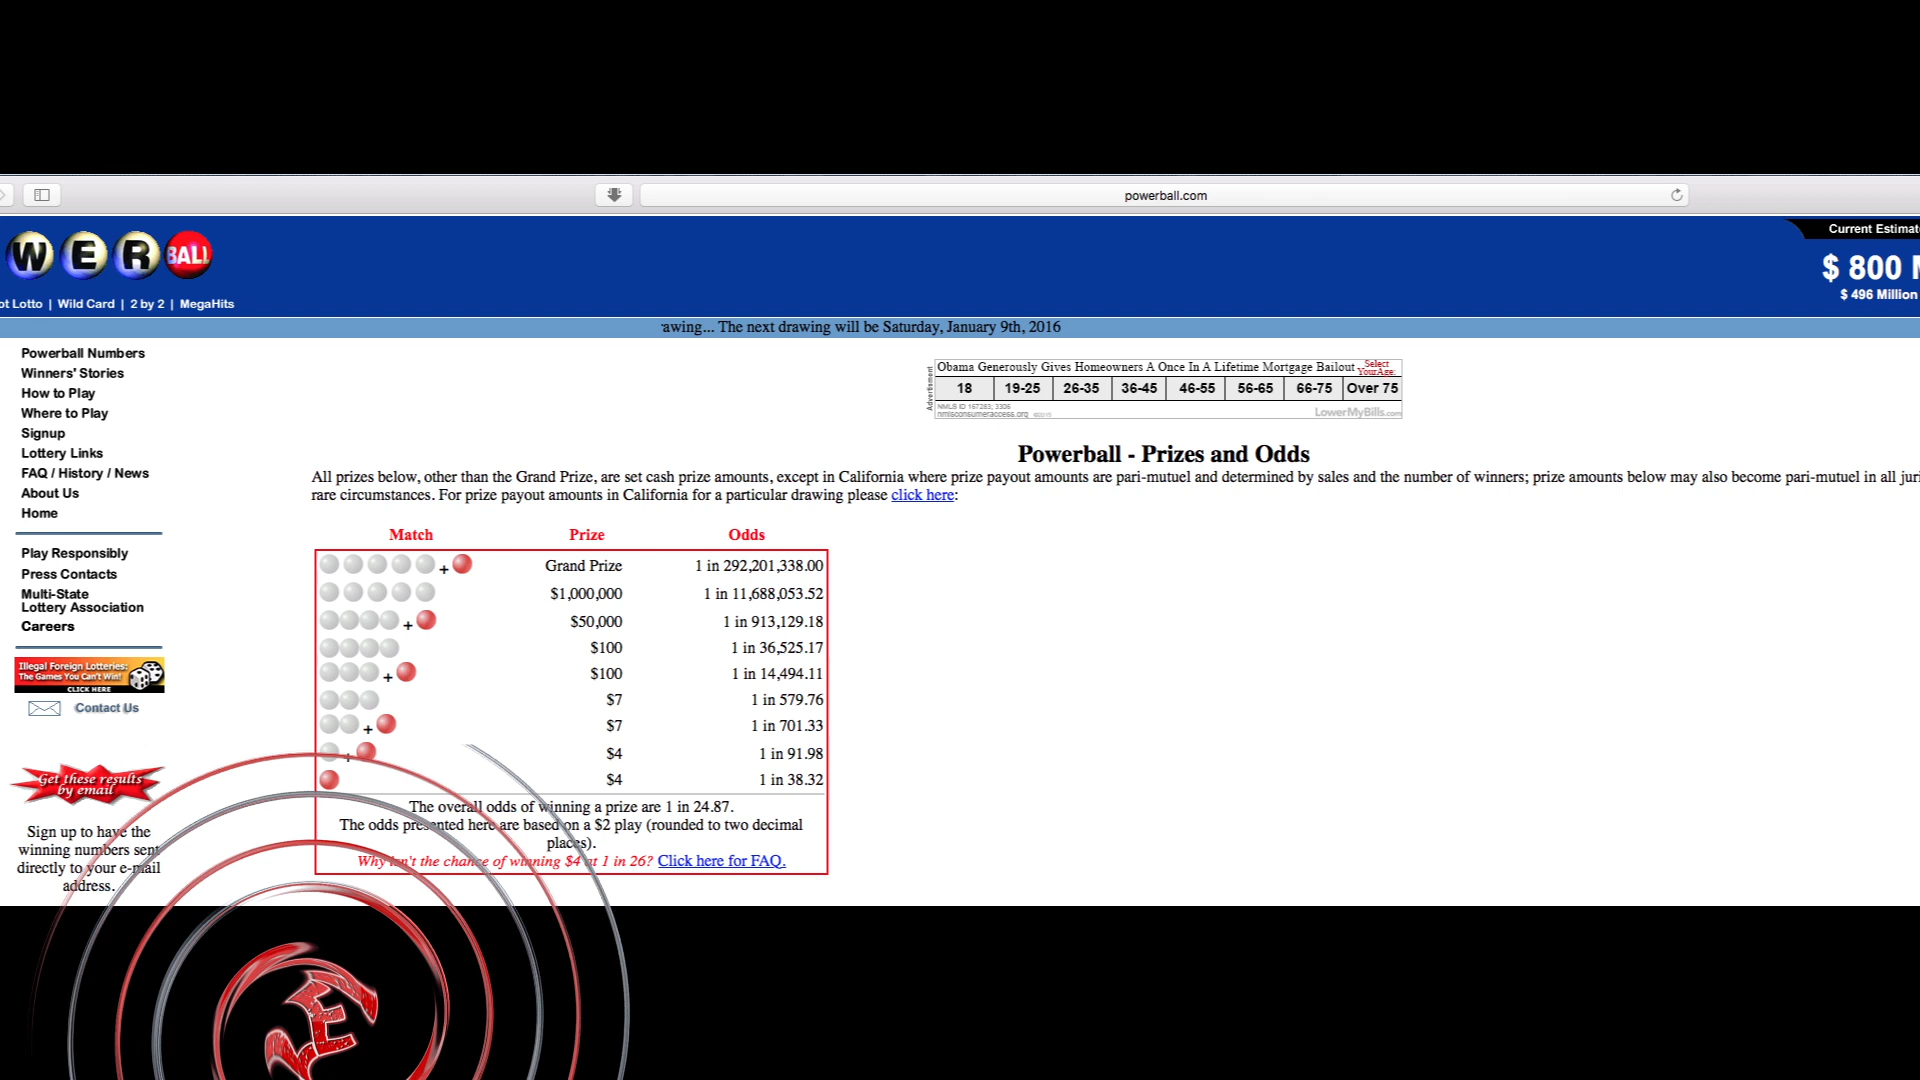 powerball.com
W E R BALL
Current Estimat
$ 800
$ 496 Million
ot Lotto | Wild Card | 2 by 2 | MegaHits
awing... The next drawing will be Saturday, January 9th, 2016
Powerball Numbers
Winners' Stories
How to Play
Where to Play
Signup
Lottery Links
FAQ / History / News
About Us
Home
Play Responsibly
Press Contacts
Multi-State
Lottery Association
Careers
Illegal Foreign Lotteries:
The Games You Can't Win!
CLICK HERE
Contact Us
Get these results
by email
Sign up to have the
winning numbers sent
directly to your e-mail
address.
Advertisement
Obama Generously Gives Homeowners A Once In A Lifetime Mortgage Bailout
Select
YourAge:
18 19-25 26-35 36-45 46-55 56-65 66-75 Over 75
NMLS ID 167283; 3306
nmlsconsumeraccess.org ©2015
LowerMyBills.com
Powerball - Prizes and Odds
All prizes below, other than the Grand Prize, are set cash prize amounts, except in California where prize payout amounts are pari-mutuel and determined by sales and the number of winners; prize amounts below may also become pari-mutuel in all juri
rare circumstances. For prize payout amounts in California for a particular drawing please click here:
Match Prize Odds
+ Grand Prize 1 in 292,201,338.00
$1,000,000 1 in 11,688,053.52
+ $50,000 1 in 913,129.18
$100 1 in 36,525.17
+ $100 1 in 14,494.11
$7 1 in 579.76
+ $7 1 in 701.33
+ $4 1 in 91.98
$4 1 in 38.32
The overall odds of winning a prize are 1 in 24.87.
The odds presented here are based on a $2 play (rounded to two decimal
places).
Why isn't the chance of winning $4 at 1 in 26? Click here for FAQ.